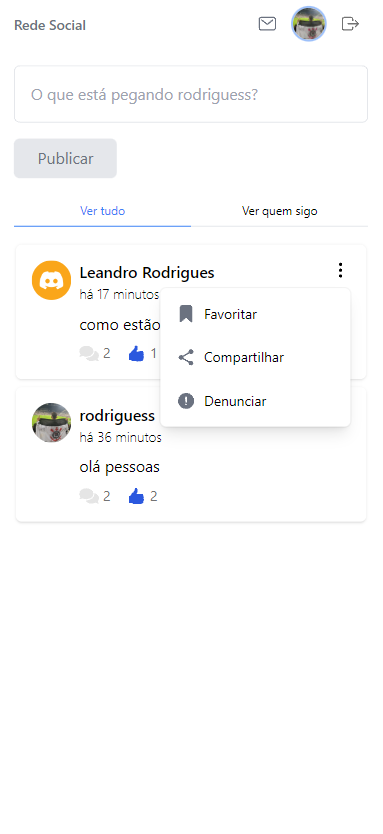 Rede Social
O que está pegando rodriguess?
Publicar
Ver tudo
Ver quem sigo
Leandro Rodrigues
há 17 minutos
Favoritar
como estão
2
1
Compartilhar
Denunciar
rodriguess
há 36 minutos
olá pessoas
2
2